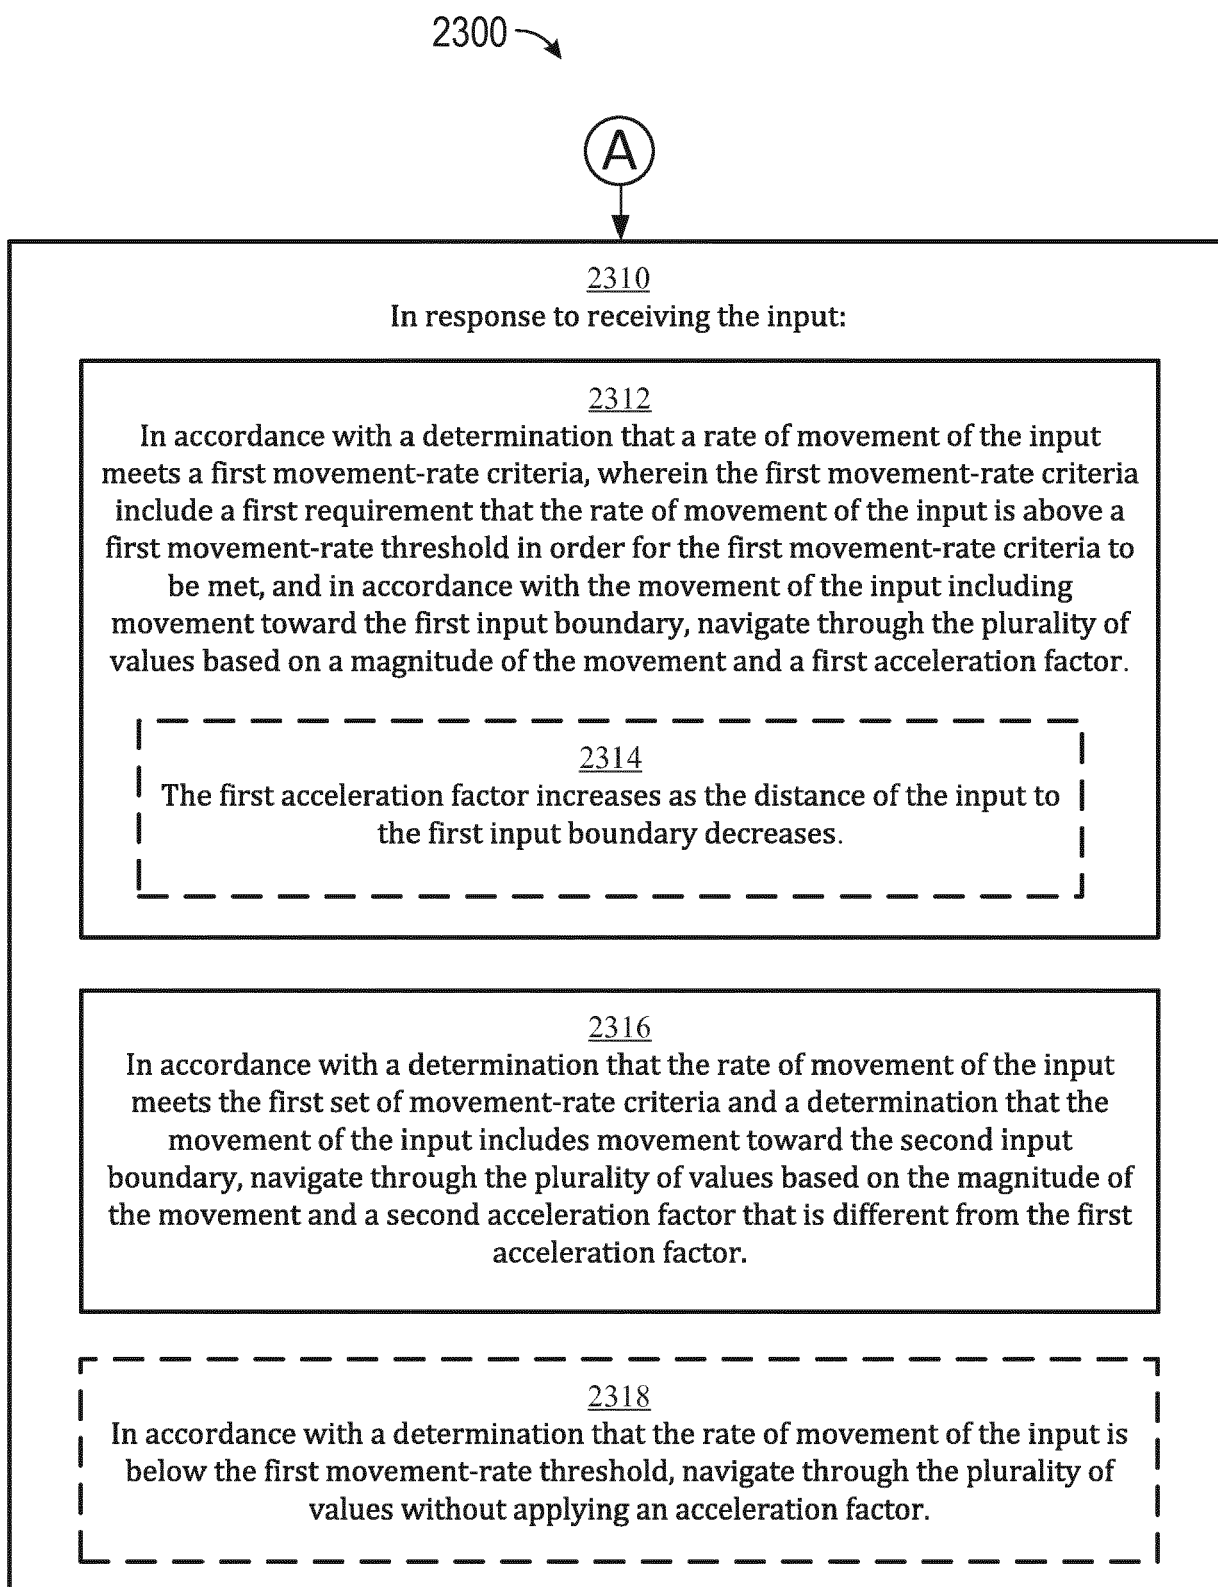 2300
A
2310
In response to receiving the input:
2312
In accordance with a determination that a rate of movement of the input
meets a first movement-rate criteria, wherein the first movement-rate criteria
include a first requirement that the rate of movement of the input is above a
first movement-rate threshold in order for the first movement-rate criteria to
be met, and in accordance with the movement of the input including
movement toward the first input boundary, navigate through the plurality of
values based on a magnitude of the movement and a first acceleration factor.
2314
The first acceleration factor increases as the distance of the input to
the first input boundary decreases.
2316
In accordance with a determination that the rate of movement of the input
meets the first set of movement-rate criteria and a determination that the
movement of the input includes movement toward the second input
boundary, navigate through the plurality of values based on the magnitude of
the movement and a second acceleration factor that is different from the first
acceleration factor.
2318
In accordance with a determination that the rate of movement of the input is
below the first movement-rate threshold, navigate through the plurality of
values without applying an acceleration factor.